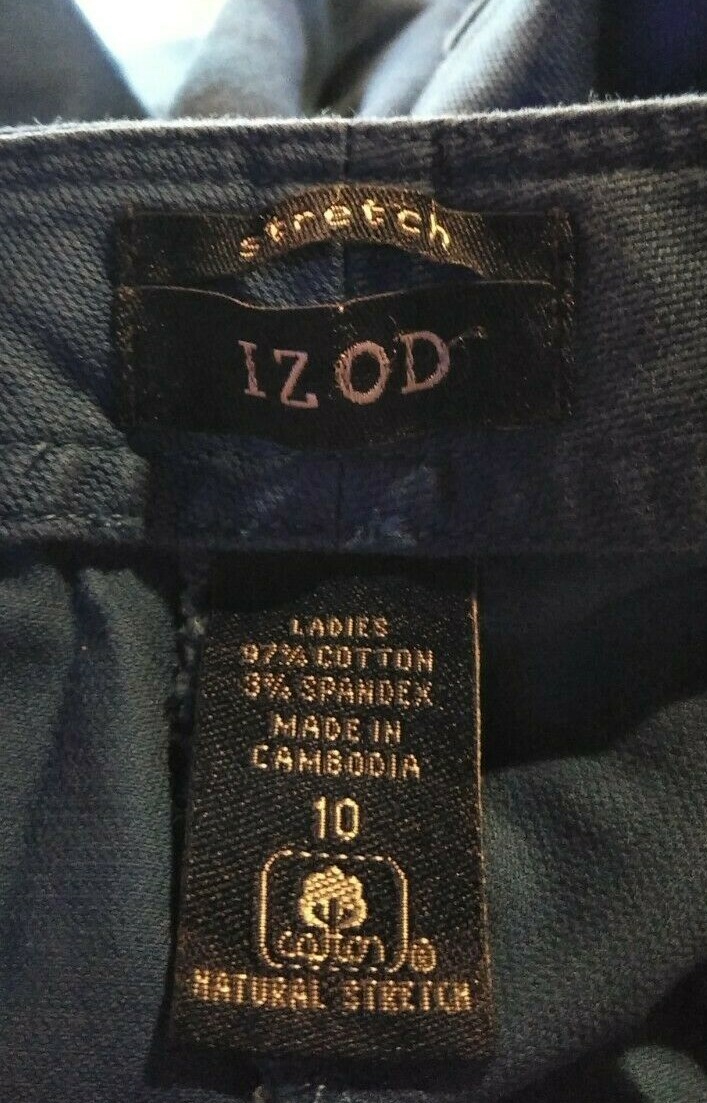 stretch
IZOD
LADIES
97% COTTON
3% SPANDEX
MADE IN
CAMBODIA
10
cotton®
NATURAL STRETCH